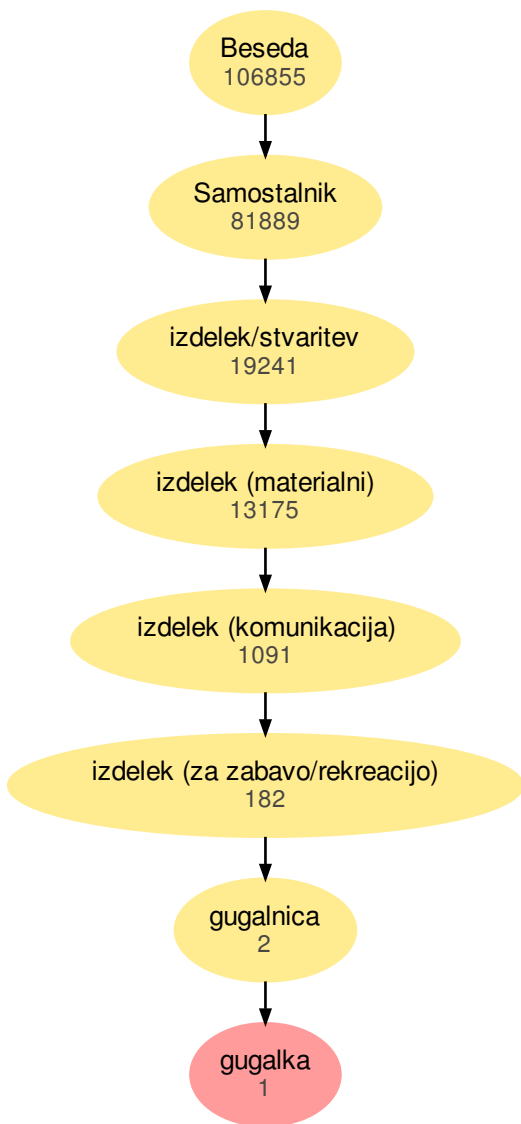 Beseda
106855
Samostalnik
81889
izdelek/stvaritev
19241
izdelek (materialni)
13175
izdelek (komunikacija)
1091
izdelek (za zabavo/rekreacijo)
182
gugalnica
2
gugalka
1